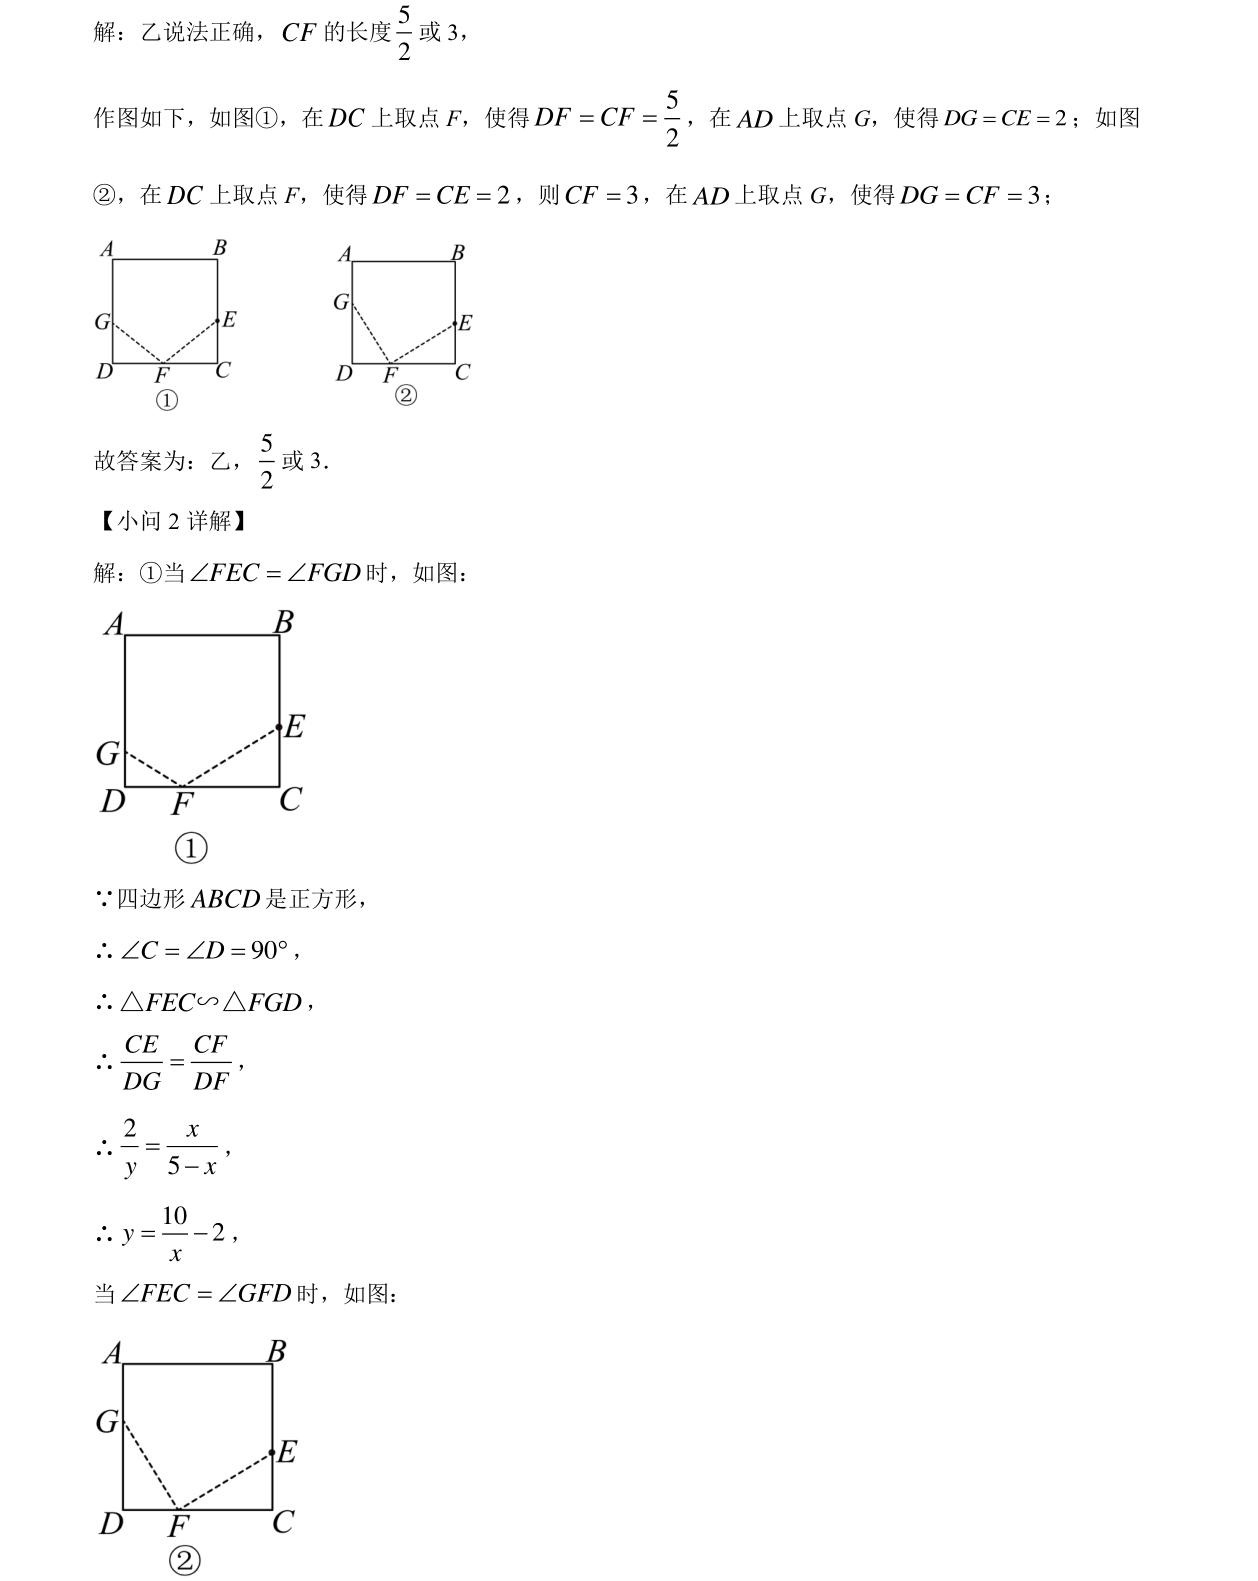 解：乙说法正确，CF 的长度 5/2 或 3，
作图如下，如图①，在 DC 上取点 F，使得 DF = CF = 5/2，在 AD 上取点 G，使得 DG = CE = 2；如图
②，在 DC 上取点 F，使得 DF = CE = 2，则 CF = 3，在 AD 上取点 G，使得 DG = CF = 3；
A B
G E
D F C
①
A B
G E
D F C
②
故答案为：乙，5/2 或 3．
【小问 2 详解】
解：①当 ∠FEC = ∠FGD 时，如图：
A B
E
G
D F C
①
∵四边形 ABCD 是正方形，
∴ ∠C = ∠D = 90°，
∴ △FEC∽△FGD，
∴ CE/DG = CF/DF，
∴ 2/y = x/(5−x)，
∴ y = 10/x − 2，
当 ∠FEC = ∠GFD 时，如图：
A B
G
E
D F C
②